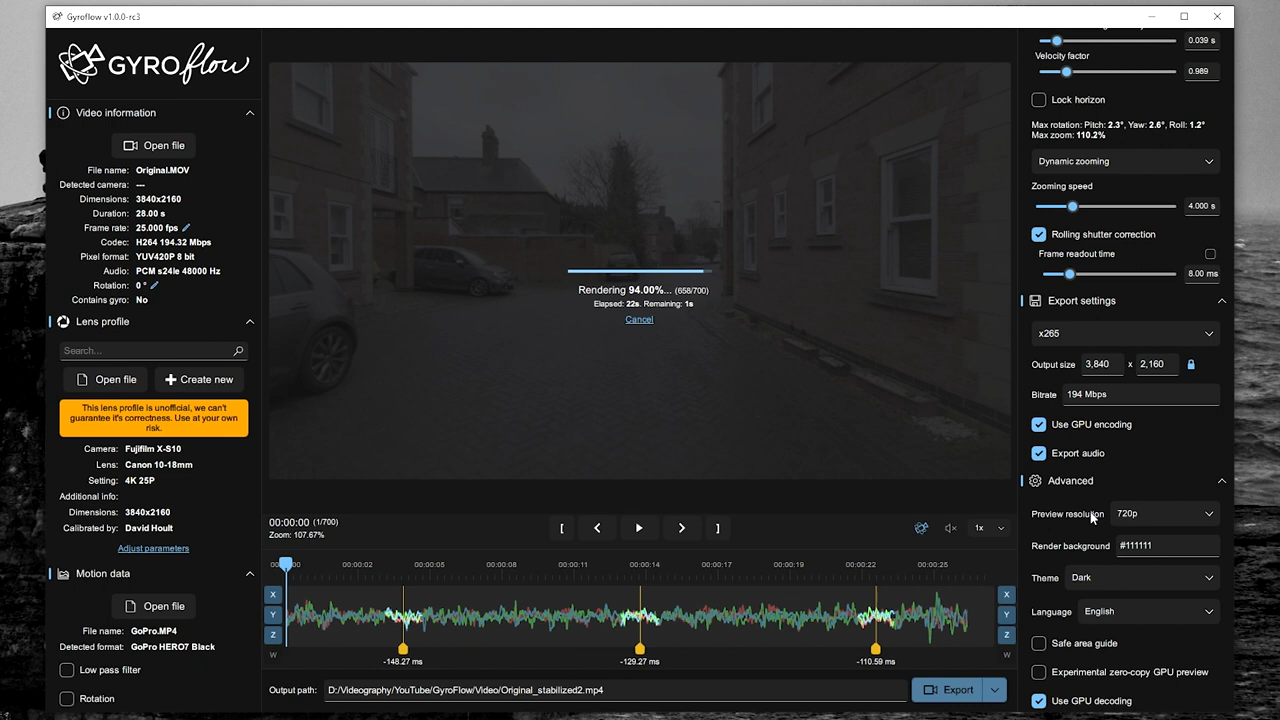 Gyroflow v1.0.0-rc3
GYROflow
Video information
Open file
File name: Original.MOV
Detected camera: ---
Dimensions: 3840x2160
Duration: 28.00 s
Frame rate: 25.000 fps
Codec: H264 194.32 Mbps
Pixel format: YUV420P 8 bit
Audio: PCM s24le 48000 Hz
Rotation: 0 °
Contains gyro: No
Lens profile
Search...
Open file
Create new
This lens profile is unofficial, we can't
guarantee it's correctness. Use at your own
risk.
Camera: Fujifilm X-S10
Lens: Canon 10-18mm
Setting: 4K 25P
Additional info:
Dimensions: 3840x2160
Calibrated by: David Hoult
Adjust parameters
Motion data
Open file
File name: GoPro.MP4
Detected format: GoPro HERO7 Black
Low pass filter
Rotation
Rendering 94.00%... (658/700)
Elapsed: 22s. Remaining: 1s
Cancel
00:00:00 (1/700)
Zoom: 107.67%
[
]
1x
00:00:02 00:00:05 00:00:08 00:00:11 00:00:14 00:00:16 00:00:19 00:00:22 00:00:25
X X
Y Y
Z Z
W W
-148.27 ms -129.27 ms -110.59 ms
Output path: D:/Videography/YouTube/GyroFlow/Video/Original_stabilized2.mp4
Export
0.039 s
Velocity factor
0.989
Lock horizon
Max rotation: Pitch: 2.3°, Yaw: 2.6°, Roll: 1.2°
Max zoom: 110.2%
Dynamic zooming
Zooming speed
4.000 s
Rolling shutter correction
Frame readout time
8.00 ms
Export settings
x265
Output size 3,840 x 2,160
Bitrate 194 Mbps
Use GPU encoding
Export audio
Advanced
Preview resolution 720p
Render background #111111
Theme Dark
Language English
Safe area guide
Experimental zero-copy GPU preview
Use GPU decoding